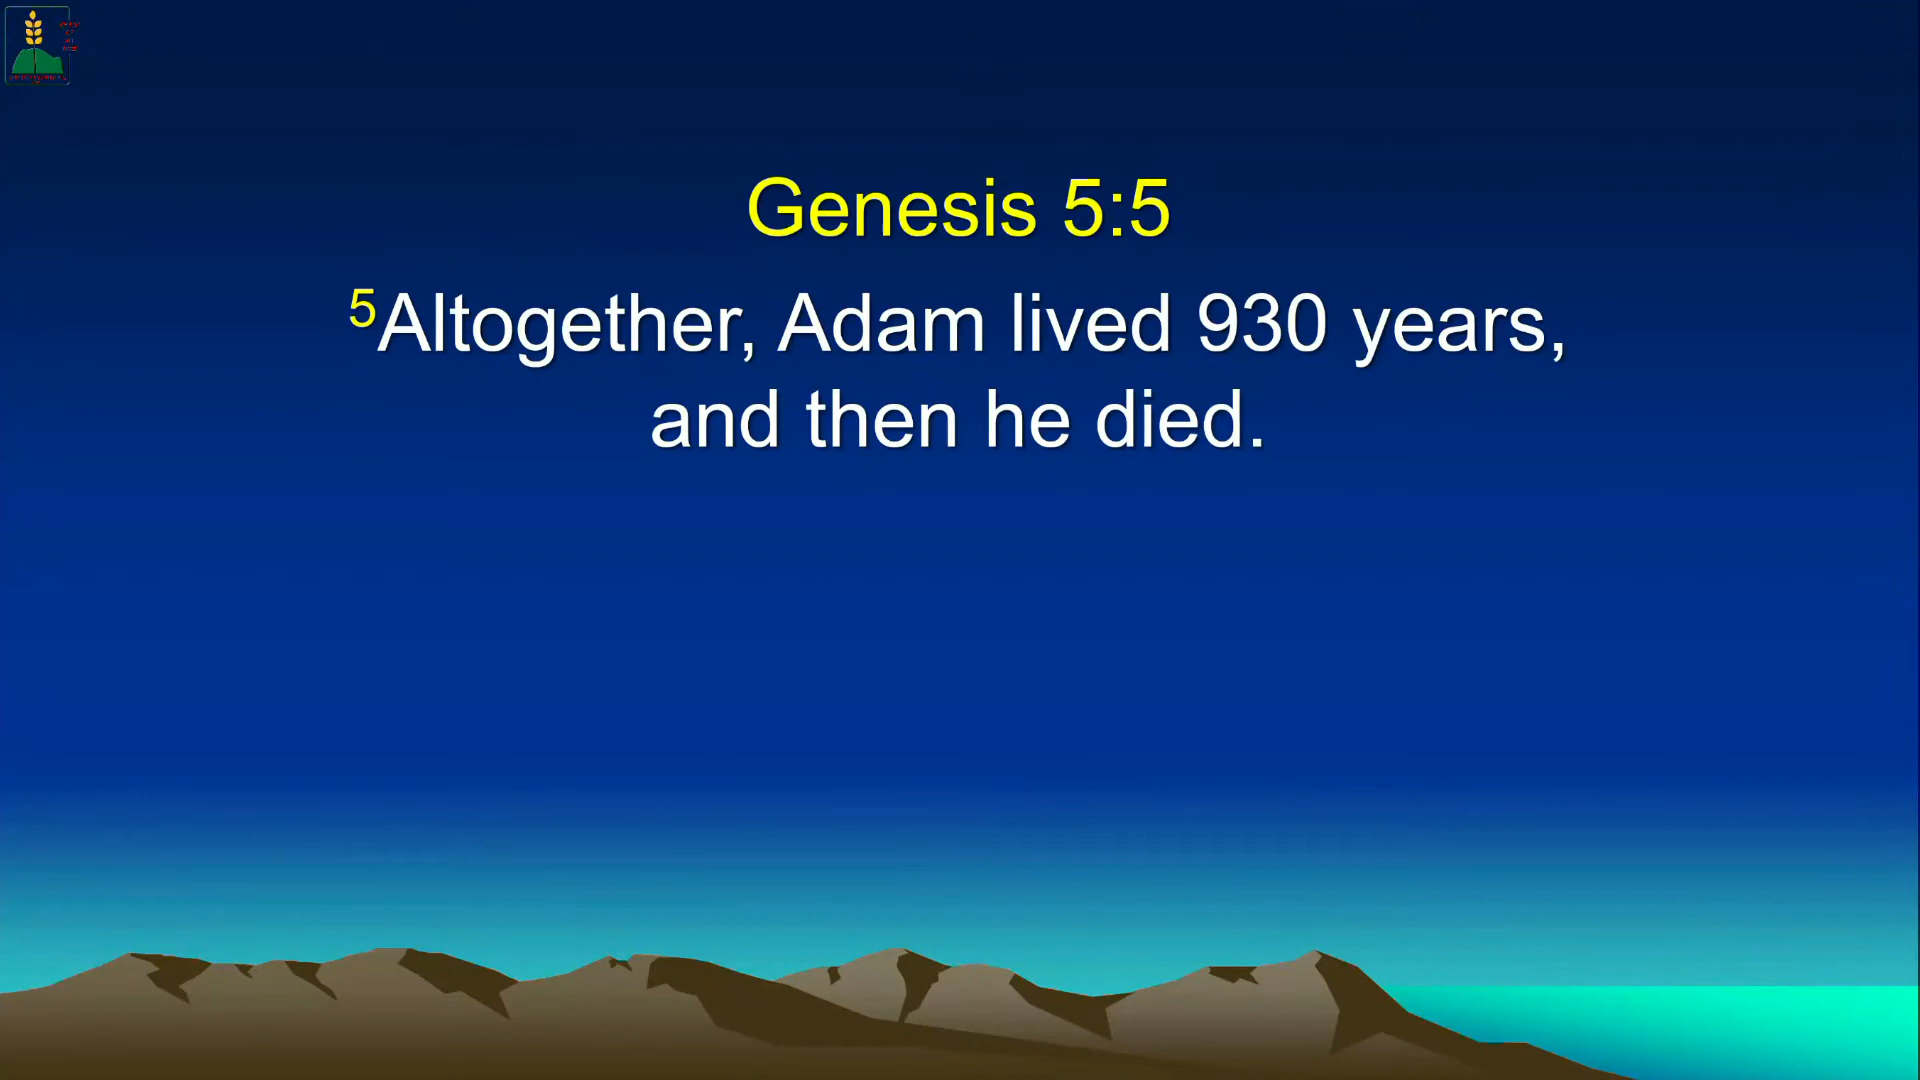 Genesis 5:5
5Altogether, Adam lived 930 years,
and then he died.